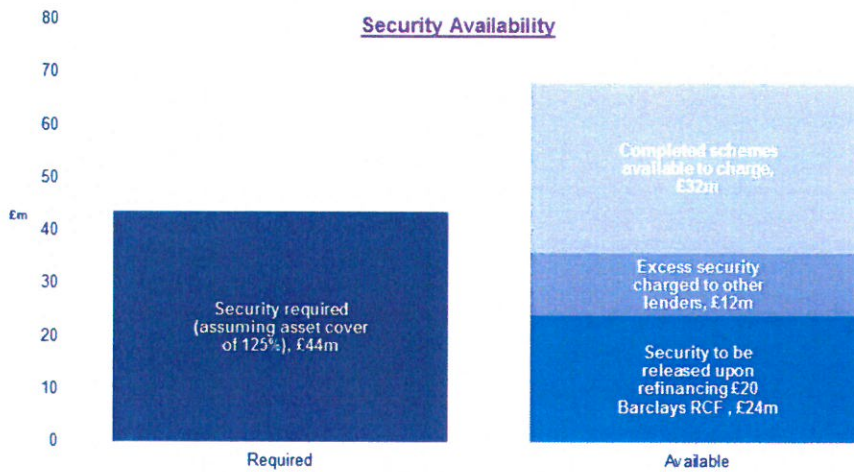 Security Availability
80
70
60
50
£m
40
30
20
10
0
Security required
(assuming asset cover
of 125%), £44m
Completed schemes
available to charge,
£32m
Excess security
charged to other
lenders, £12m
Security to be
released upon
refinancing £20
Barclays RCF , £24m
Required
Available